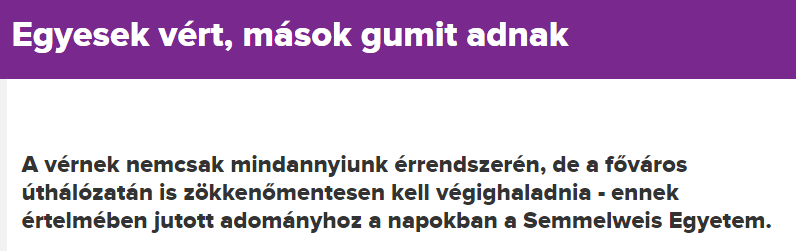 Egyesek vért, mások gumit adnak
A vérnek nemcsak mindannyiunk érrendszerén, de a főváros
úthálózatán is zökkenőmentesen kell végighaladnia - ennek
értelmében jutott adományhoz a napokban a Semmelweis Egyetem.